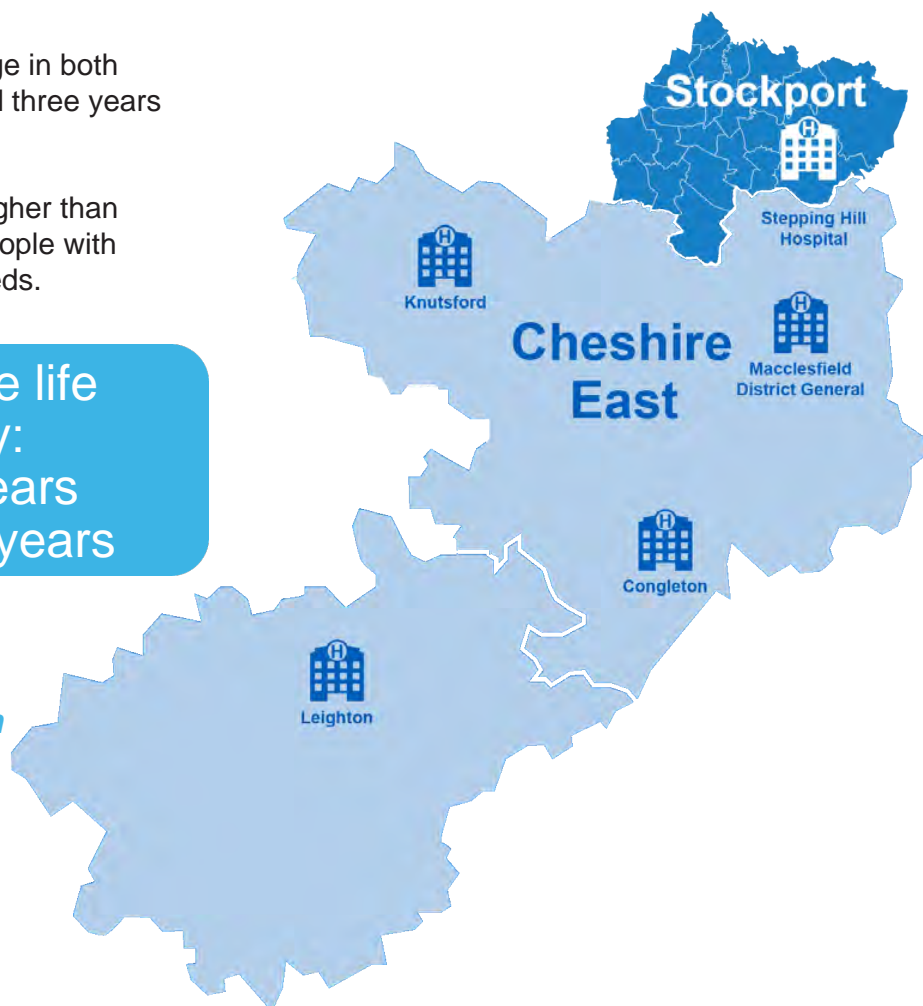 ge in both
three years
gher than
ople with
eds.
e life
y:
ears
years
Stockport
H
Stepping Hill
Hospital
H
Knutsford
Cheshire
East
H
Macclesfield
District General
H
Congleton
H
Leighton